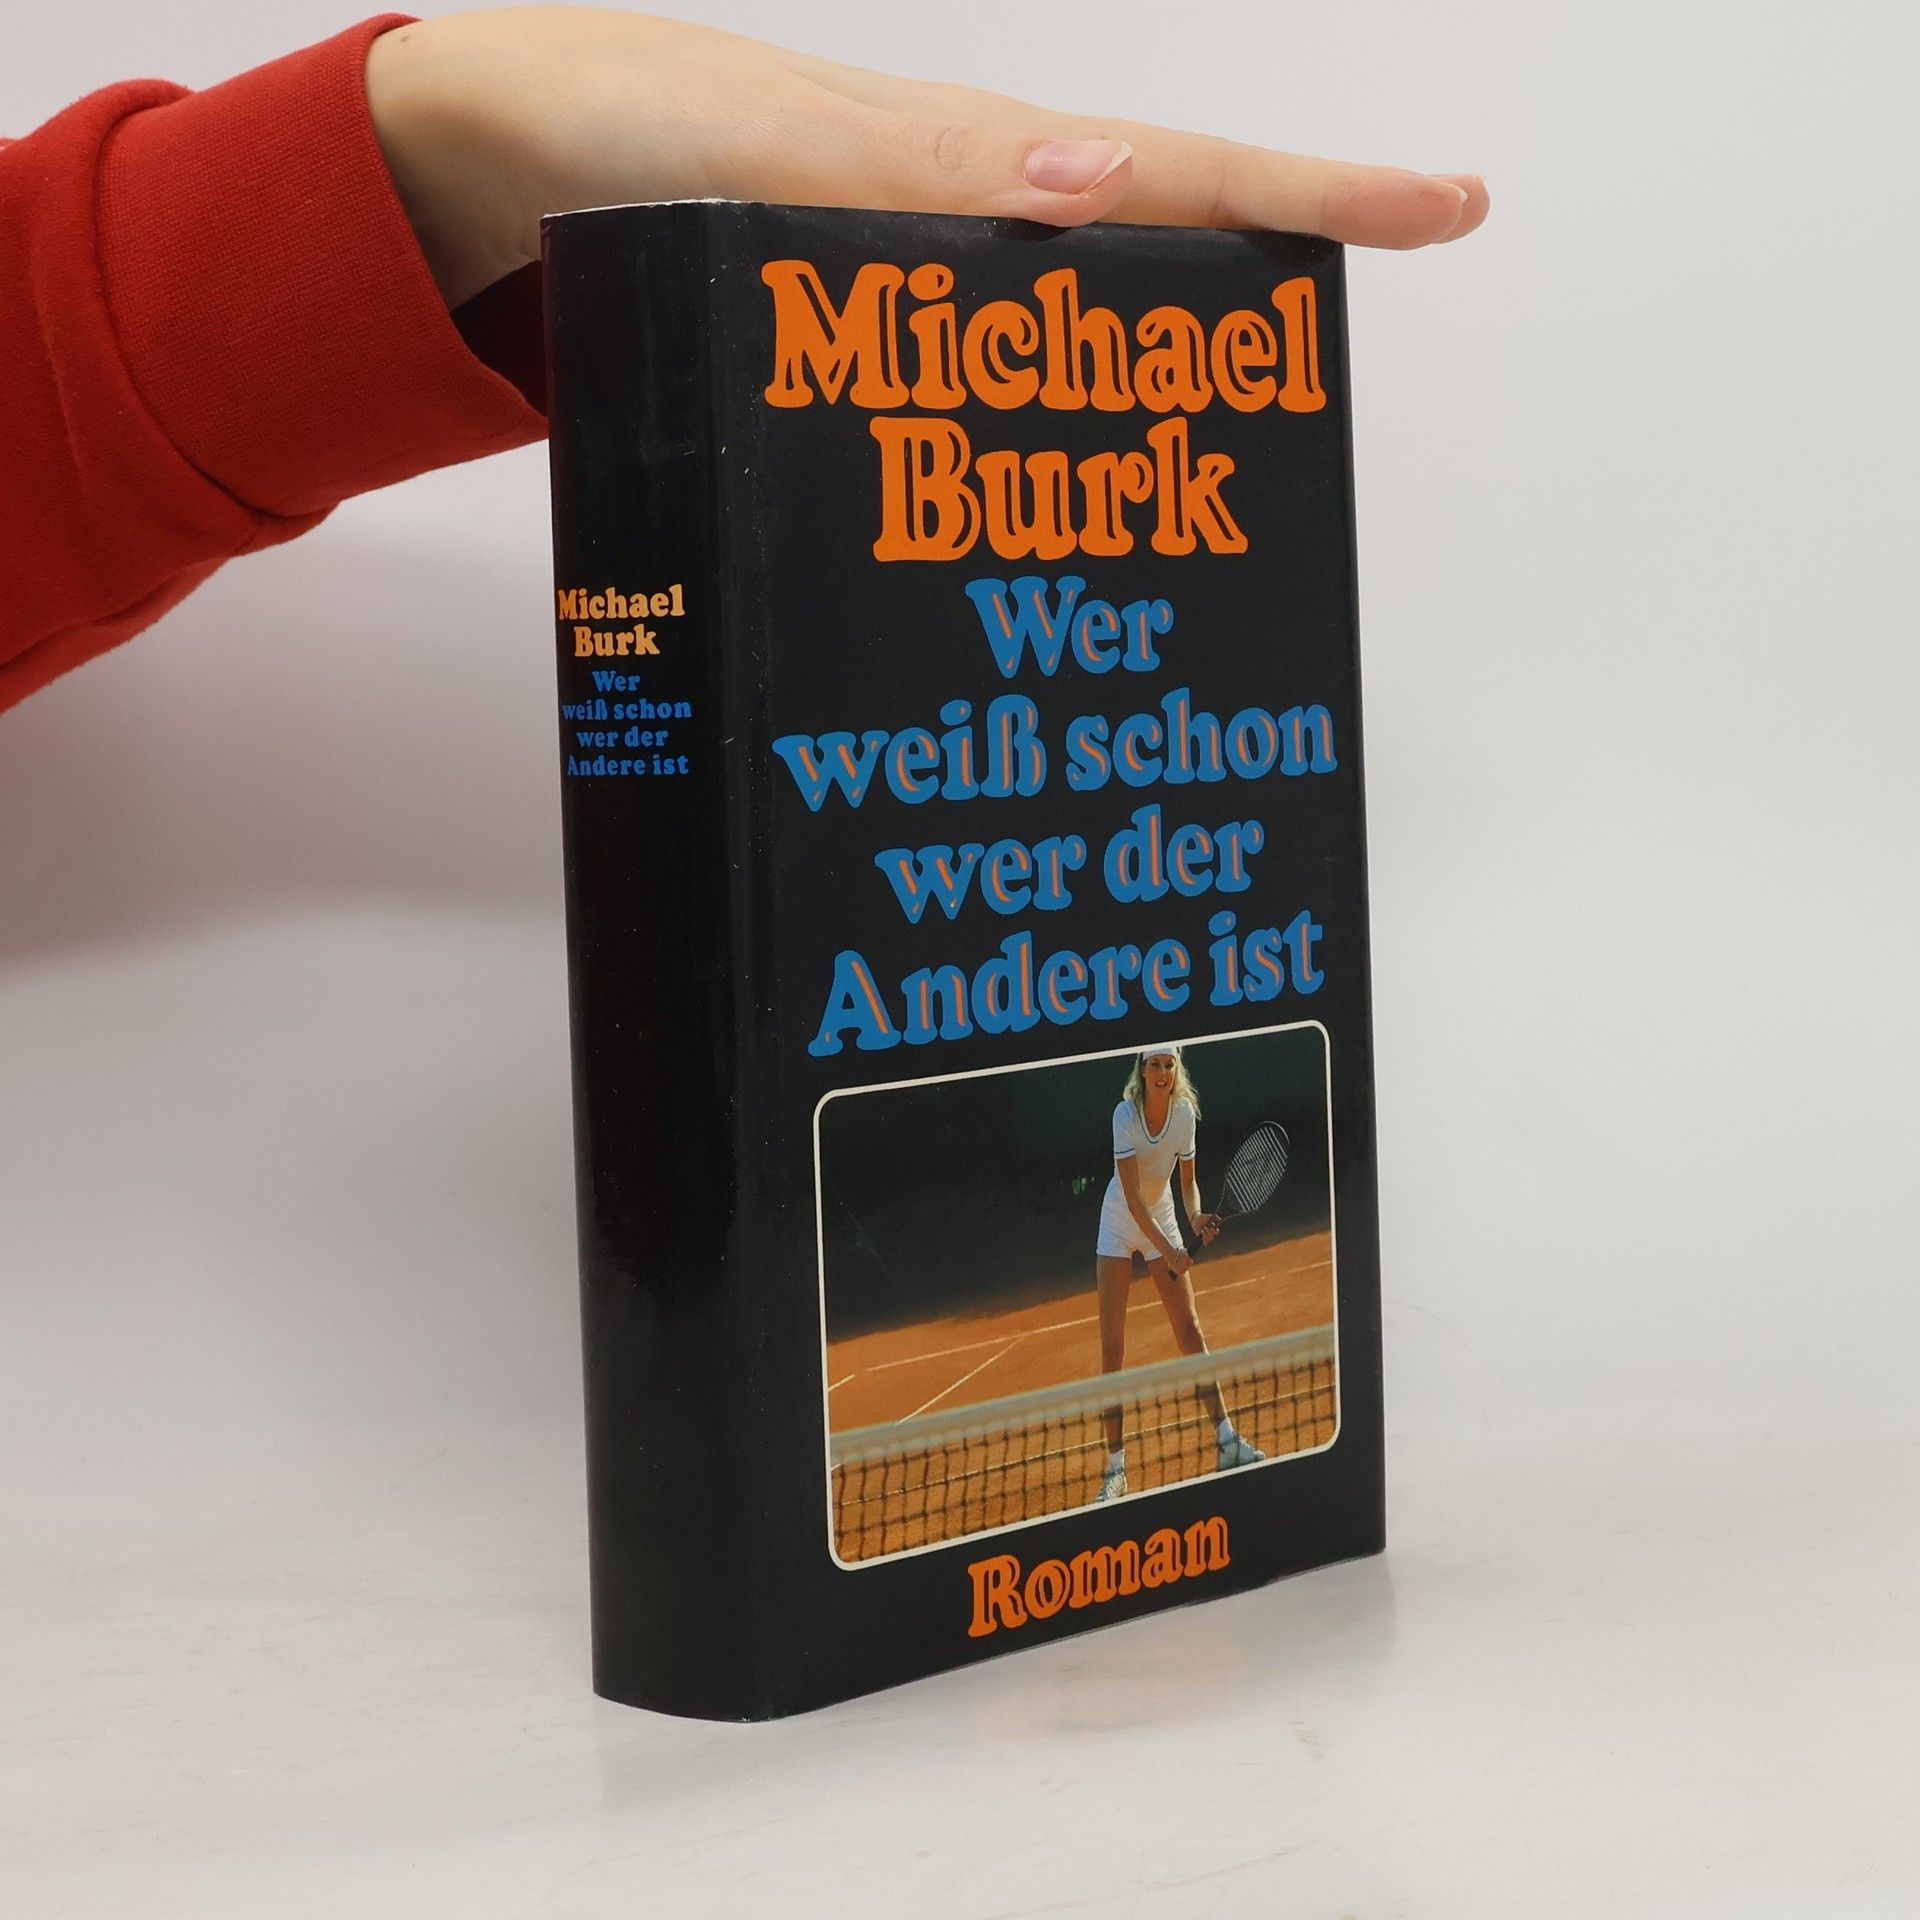 Michael
Burk
Wer
weiß schon
wer der
Andere ist
Michael
Burk
Wer
weiß schon
wer der
Andere ist
Roman